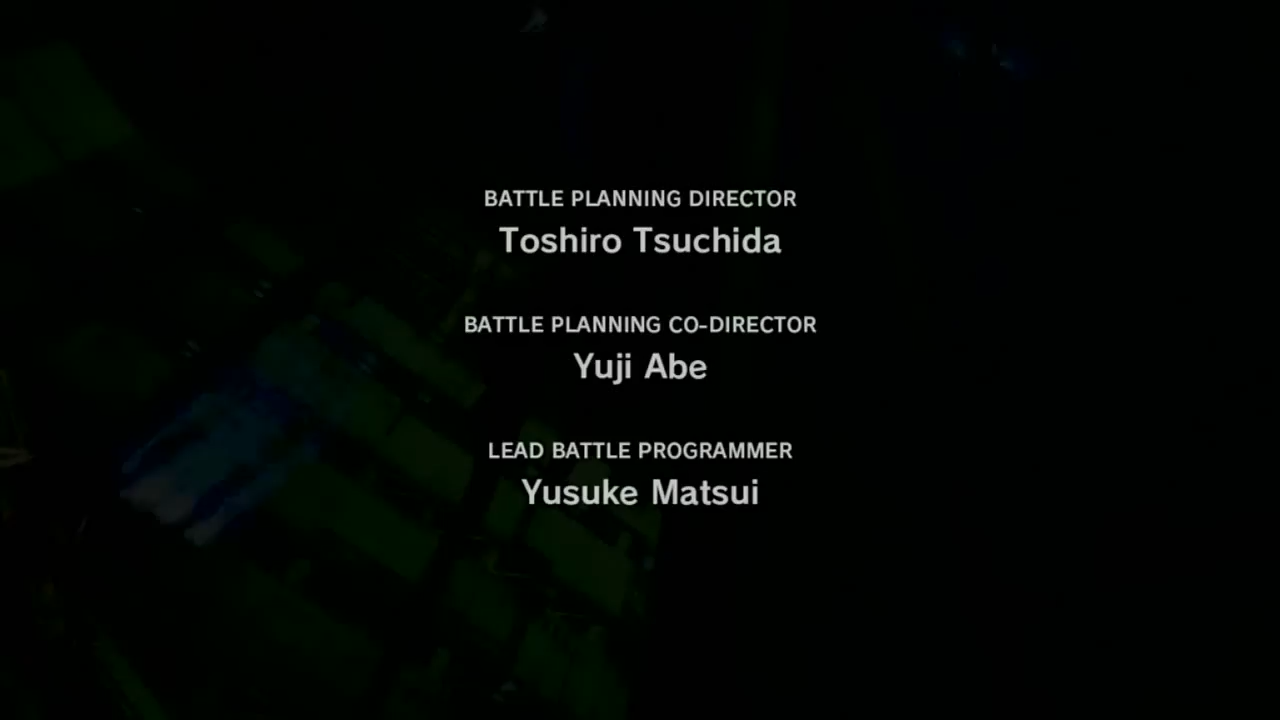 BATTLE PLANNING DIRECTOR
Toshiro Tsuchida
BATTLE PLANNING CO-DIRECTOR
Yuji Abe
LEAD BATTLE PROGRAMMER
Yusuke Matsui